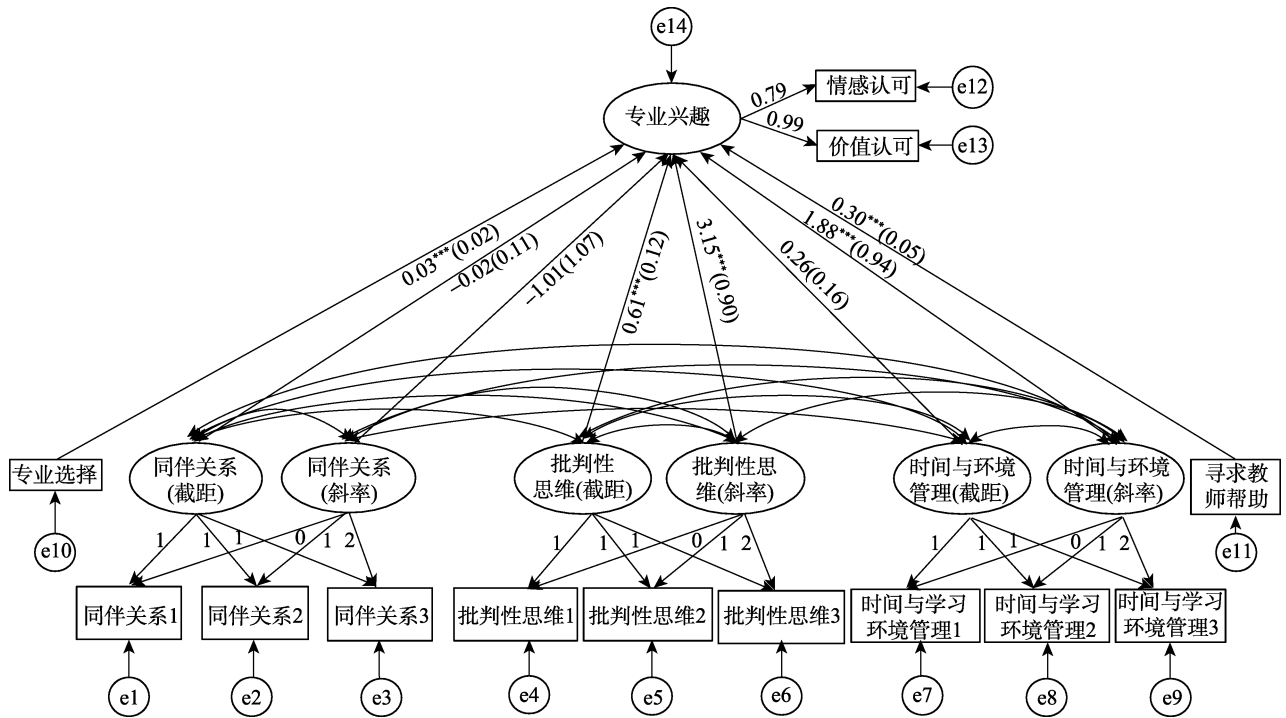 e14
专业兴趣
0.79
情感认可
e12
0.99
价值认可
e13
0.03***(0.02)
−0.02(0.11)
−1.01(1.07)
0.61***(0.12)
3.15***(0.90)
0.26(0.16)
1.88***(0.94)
0.30***(0.05)
专业选择
e10
同伴关系
(截距)
同伴关系
(斜率)
批判性
思维(截距)
批判性思
维(斜率)
时间与环境
管理(截距)
时间与环境
管理(斜率)
寻求教
师帮助
e11
1 1 1 0 1 2
1 1 1 0 1 2
1 1 1 0 1 2
同伴关系1
同伴关系2
同伴关系3
批判性思维1
批判性思维2
批判性思维3
时间与学习
环境管理1
时间与学习
环境管理2
时间与学习
环境管理3
e1
e2
e3
e4
e5
e6
e7
e8
e9